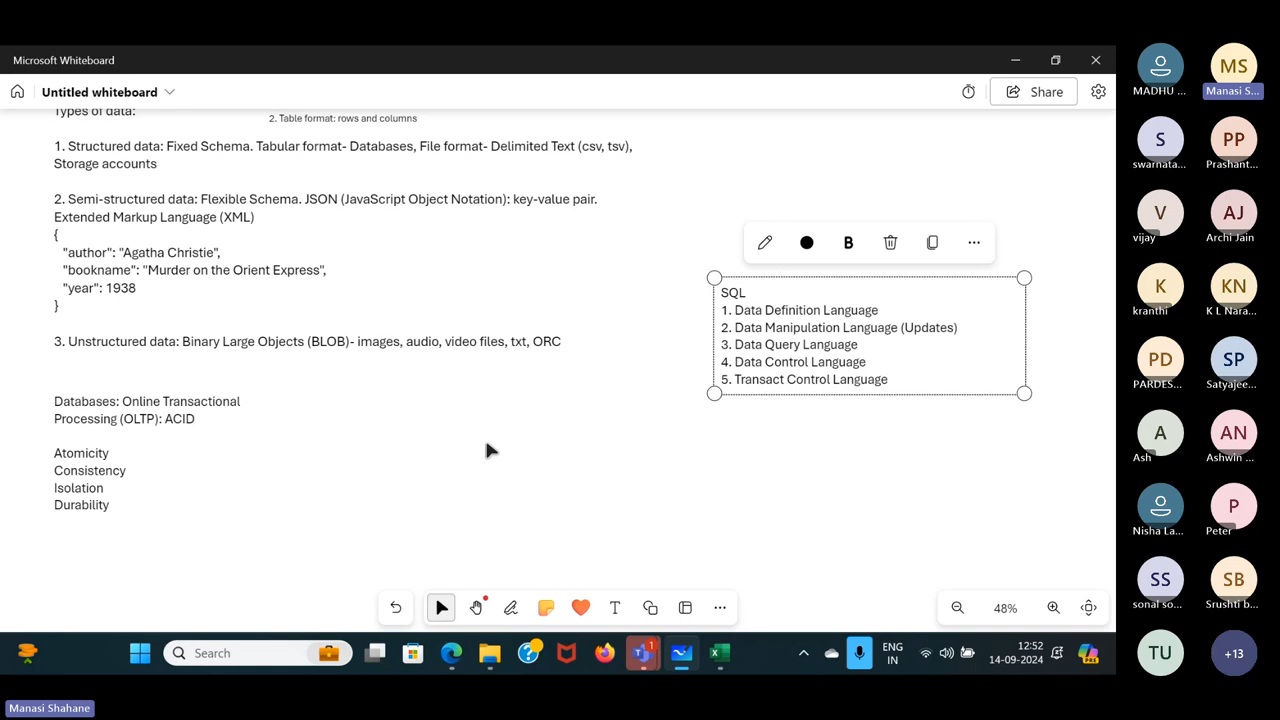 Microsoft Whiteboard
Untitled whiteboard
Share
Types of data:
2. Table format: rows and columns
1. Structured data: Fixed Schema. Tabular format- Databases, File format- Delimited Text (csv, tsv),
Storage accounts
2. Semi-structured data: Flexible Schema. JSON (JavaScript Object Notation): key-value pair.
Extended Markup Language (XML)
{
"author": "Agatha Christie",
"bookname": "Murder on the Orient Express",
"year": 1938
}
3. Unstructured data: Binary Large Objects (BLOB)- images, audio, video files, txt, ORC
Databases: Online Transactional
Processing (OLTP): ACID
Atomicity
Consistency
Isolation
Durability
B
SQL
1. Data Definition Language
2. Data Manipulation Language (Updates)
3. Data Query Language
4. Data Control Language
5. Transact Control Language
48%
Search
1
PRE
ENG
IN
12:52
14-09-2024
MS
MADHU ...
Manasi S...
S
PP
swarnata...
Prashant...
V
AJ
vijay
Archi Jain
K
KN
kranthi
K L Nara...
PD
SP
PARDES...
Satyajee...
A
AN
Ash
Ashwin ...
P
Nisha La...
Peter
SS
SB
sonal so...
Srushti b...
TU
+13
Manasi Shahane